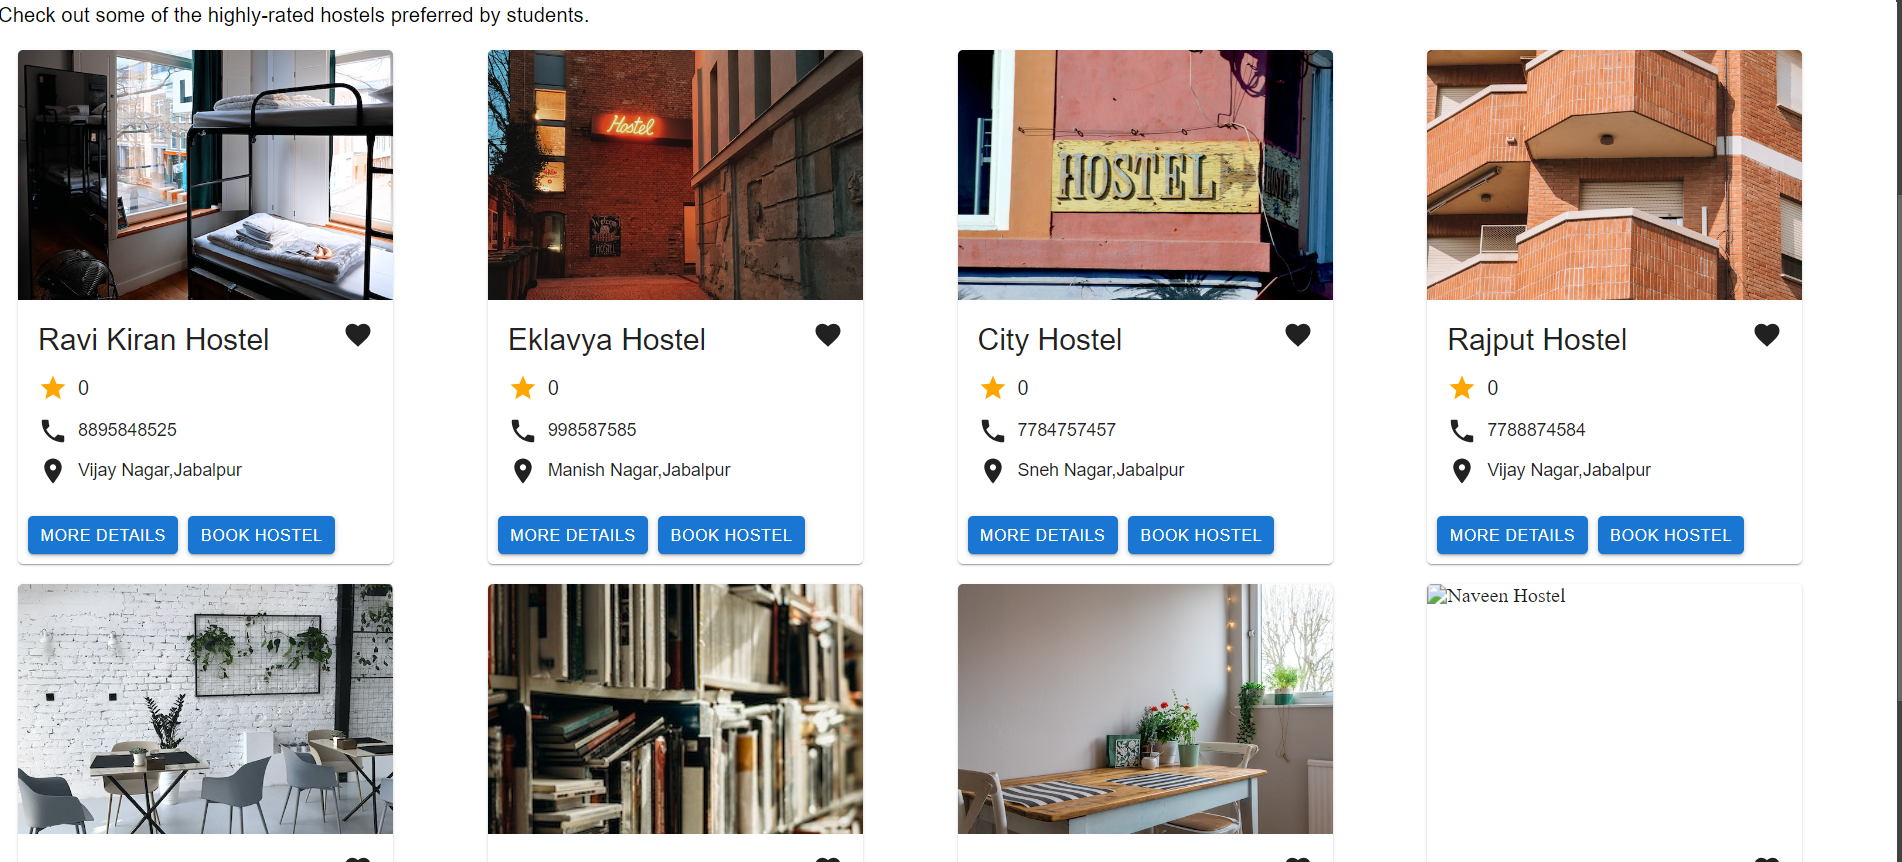 Check out some of the highly-rated hostels preferred by students.
Hostel
HOSTEL
HOSTEL
Ravi Kiran Hostel
Eklavya Hostel
City Hostel
Rajput Hostel
0
0
0
0
8895848525
998587585
7784757457
7788874584
Vijay Nagar,Jabalpur
Manish Nagar,Jabalpur
Sneh Nagar,Jabalpur
Vijay Nagar,Jabalpur
MORE DETAILS BOOK HOSTEL
MORE DETAILS BOOK HOSTEL
MORE DETAILS BOOK HOSTEL
MORE DETAILS BOOK HOSTEL
Naveen Hostel